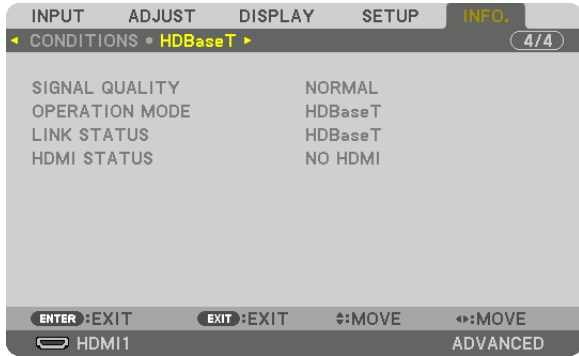 INPUT ADJUST DISPLAY SETUP INFO.
◂ CONDITIONS • HDBaseT ▸ 4/4
SIGNAL QUALITY NORMAL
OPERATION MODE HDBaseT
LINK STATUS HDBaseT
HDMI STATUS NO HDMI
ENTER :EXIT EXIT :EXIT ♦:MOVE ◂▸:MOVE
HDMI1 ADVANCED